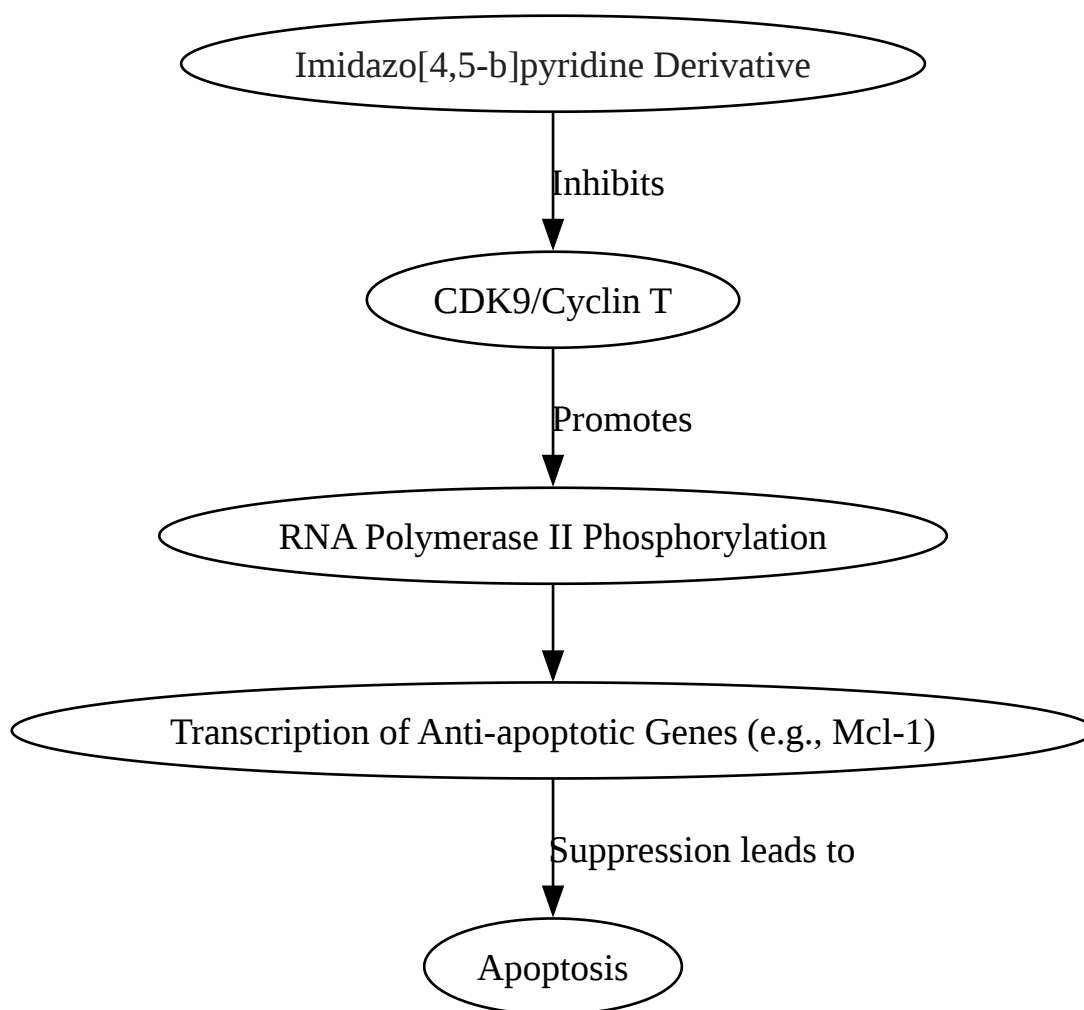 Imidazo[4,5-b]pyridine Derivative
Inhibits
CDK9/Cyclin T
Promotes
RNA Polymerase II Phosphorylation
Transcription of Anti-apoptotic Genes (e.g., Mcl-1)
Suppression leads to
Apoptosis